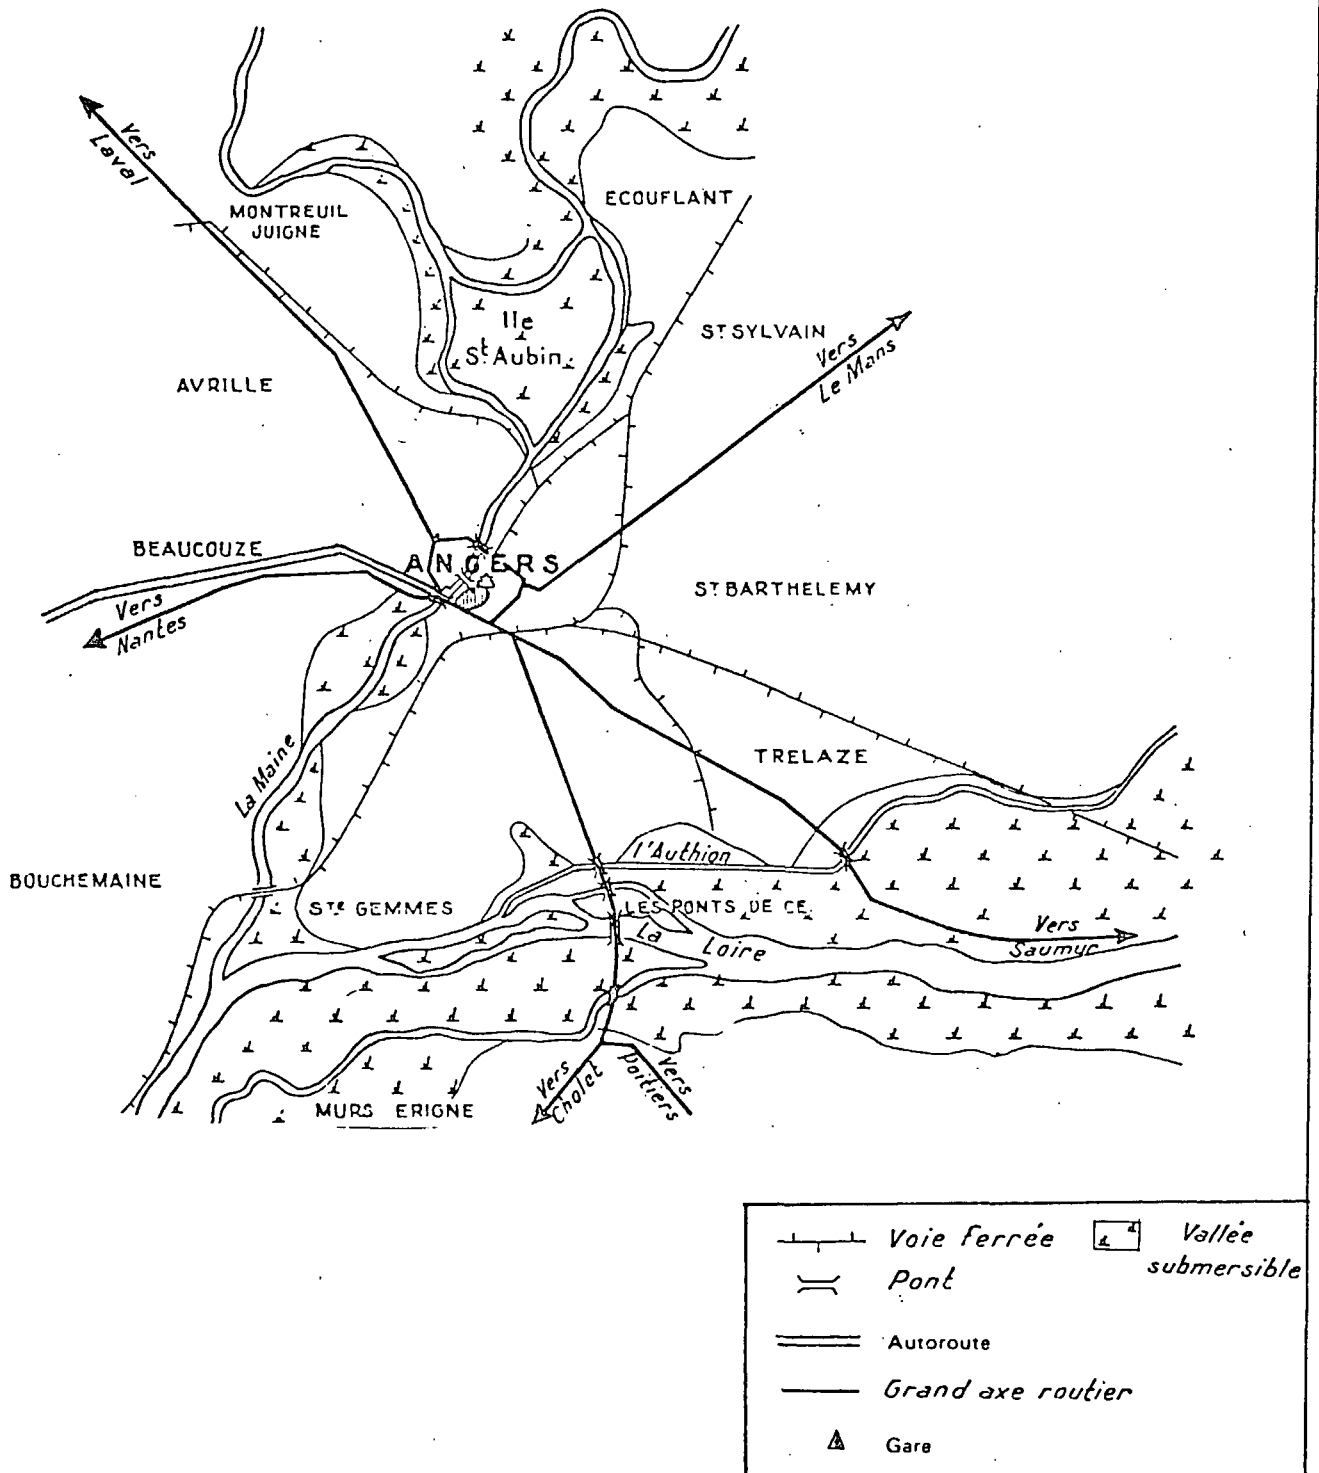 Vers
Laval
MONTREUIL
JUIGNE
ECOUFLANT
Ile
St. Aubin
ST SYLVAIN
Vers
Le Mans
AVRILLE
BEAUCOUZE
ANGERS
Vers
Nantes
ST BARTHELEMY
La Maine
TRELAZE
l'Authion
BOUCHEMAINE
STE GEMMES
LES PONTS DE CE
La Loire
Vers
Saumur
Vers
Cholet
Vers
Poitiers
MURS ERIGNE
Voie ferrée
Vallée
submersible
Pont
Autoroute
Grand axe routier
Gare